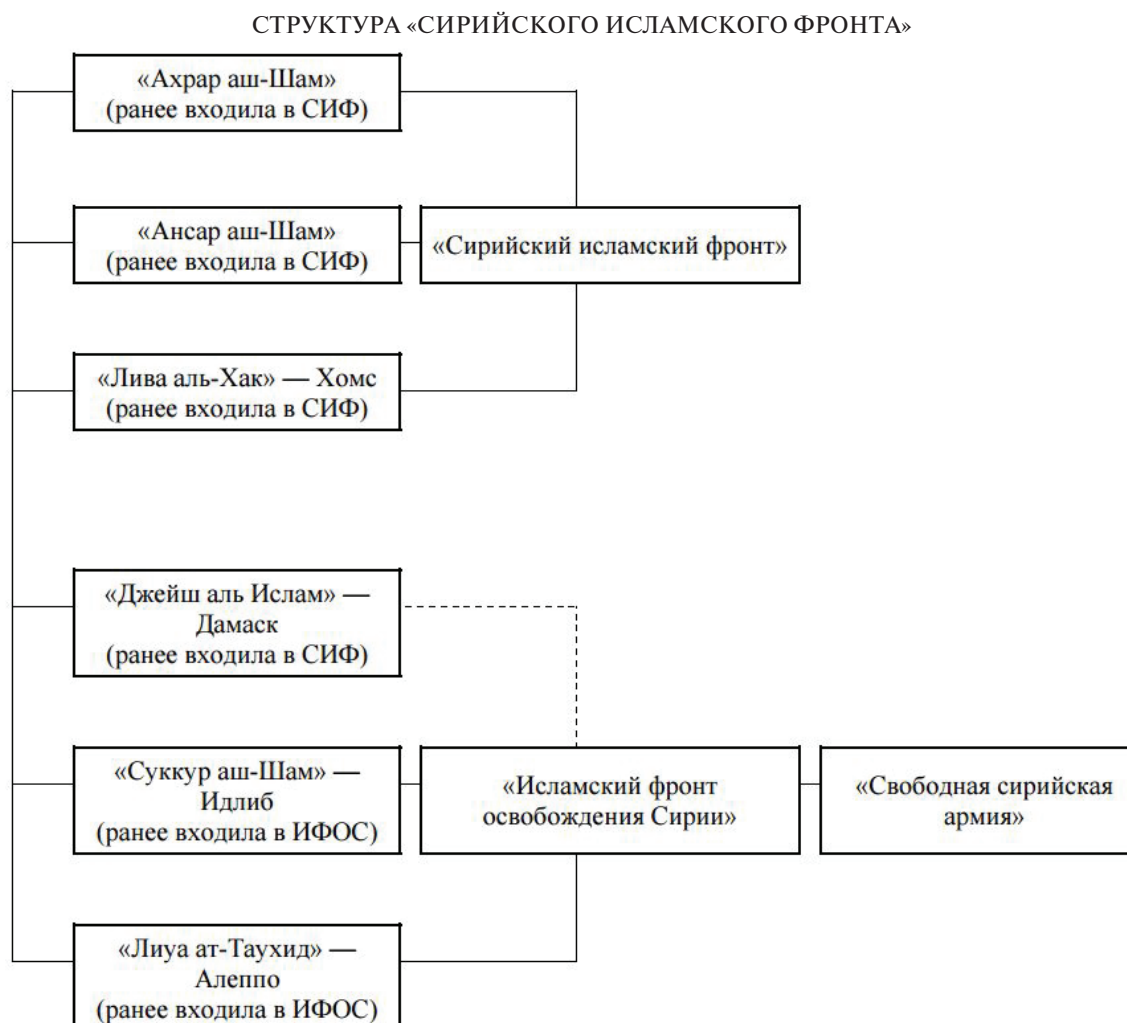 СТРУКТУРА «СИРИЙСКОГО ИСЛАМСКОГО ФРОНТА»
«Ахрар аш-Шам»
(ранее входила в СИФ)
«Ансар аш-Шам»
(ранее входила в СИФ)
«Сирийский исламский фронт»
«Лива аль-Хак» — Хомс
(ранее входила в СИФ)
«Джейш аль Ислам» —
Дамаск
(ранее входила в СИФ)
«Суккур аш-Шам» —
Идлиб
(ранее входила в ИФОС)
«Исламский фронт
освобождения Сирии»
«Свободная сирийская
армия»
«Лиуа ат-Таухид» —
Алеппо
(ранее входила в ИФОС)